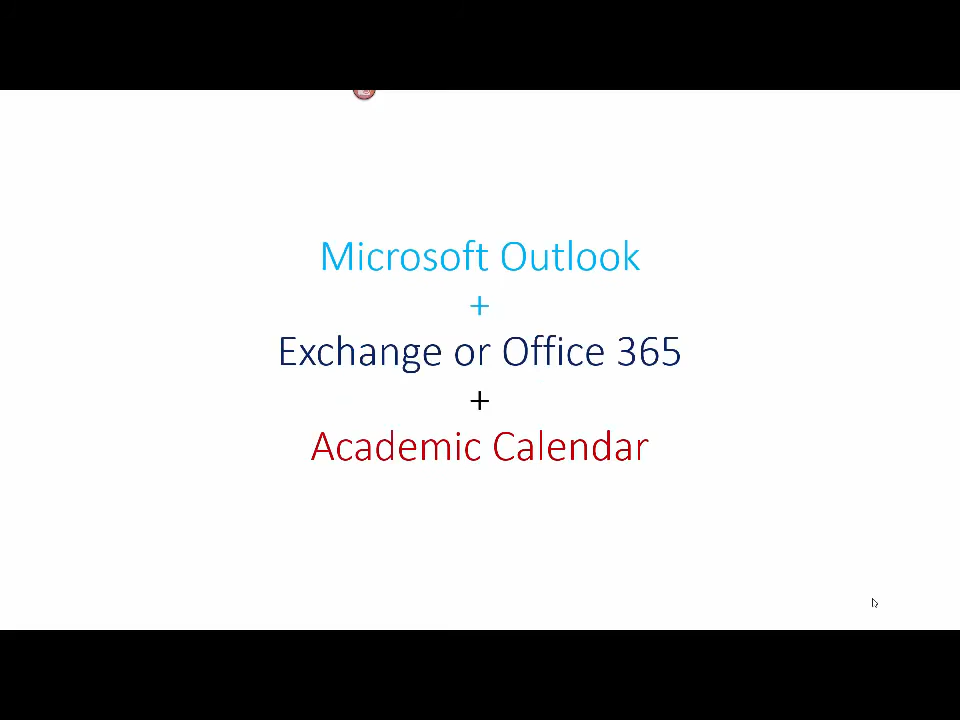 Microsoft Outlook
+
Exchange or Office 365
+
Academic Calendar